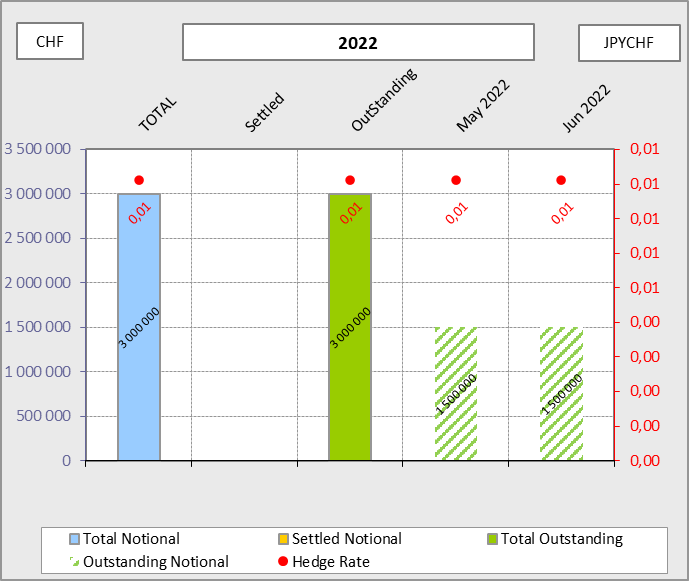 CHF
2022
JPYCHF
TOTAL
Settled
OutStanding
May 2022
Jun 2022
3 500 000
3 000 000
2 500 000
2 000 000
1 500 000
1 000 000
500 000
0
0,01
0,01
0,01
0,01
3 000 000
3 000 000
1 500 000
1 500 000
0,01
0,01
0,01
0,01
0,01
0,00
0,00
0,00
0,00
0,00
Total Notional
Settled Notional
Total Outstanding
Outstanding Notional
Hedge Rate